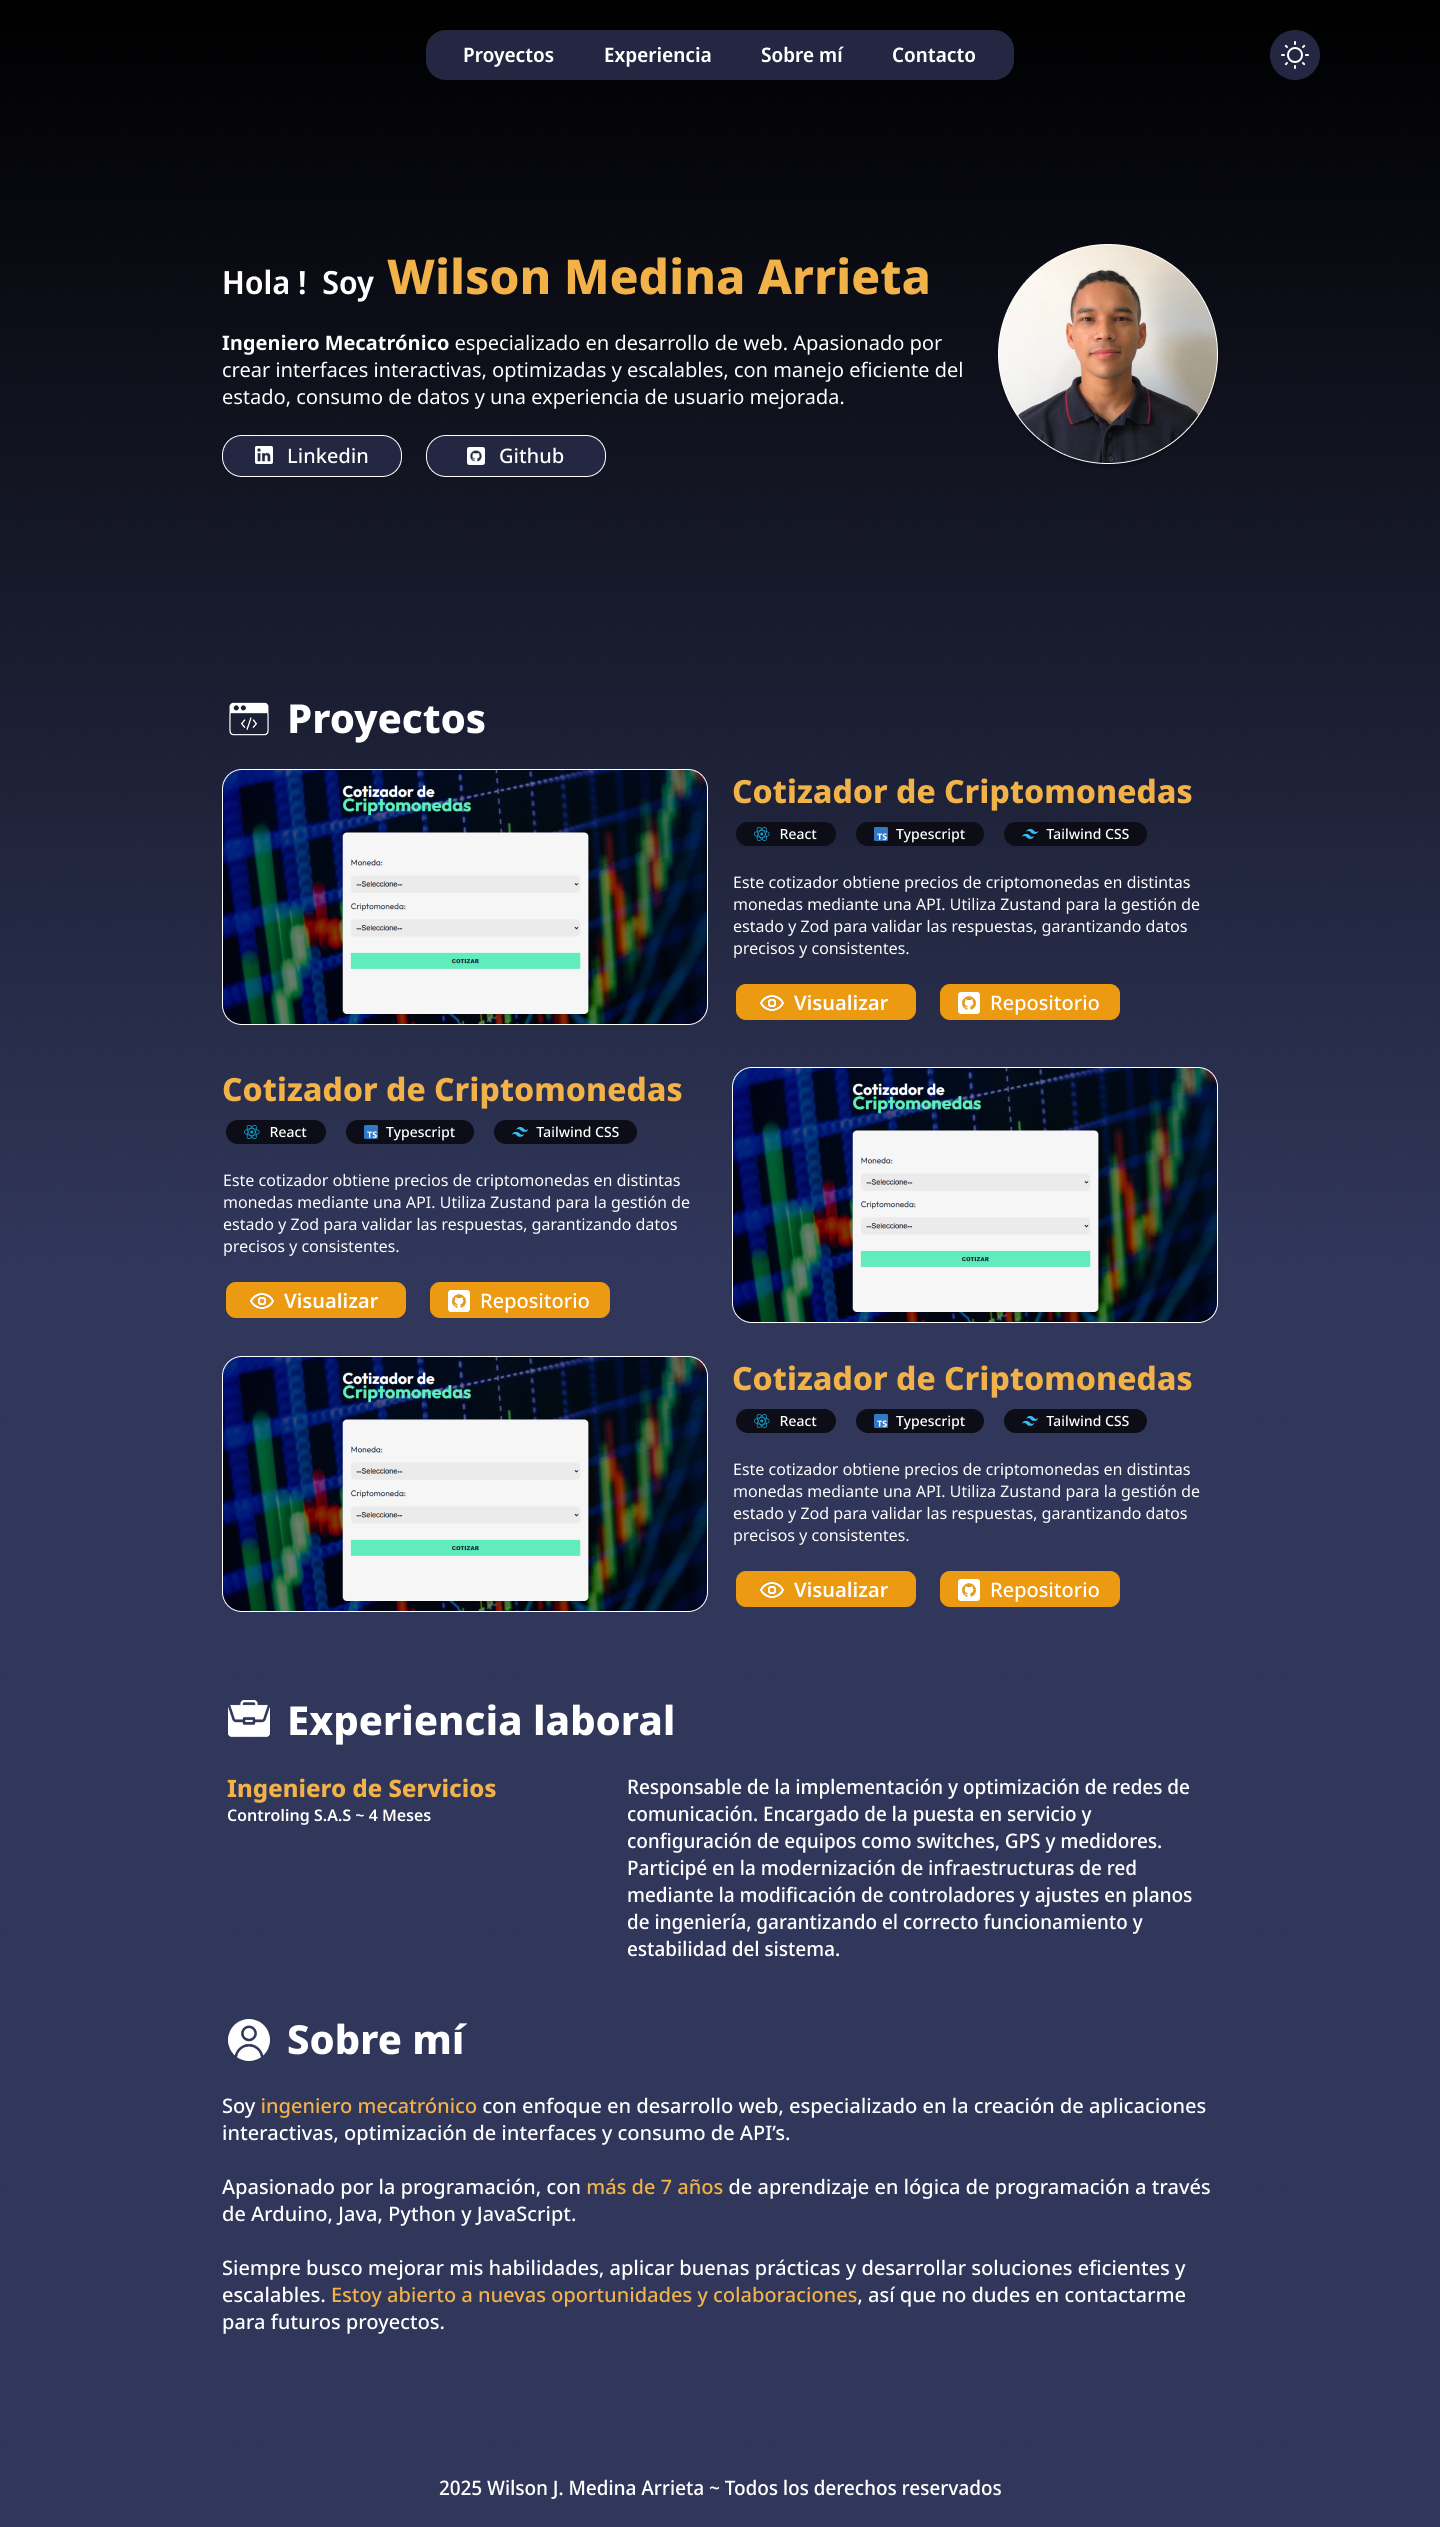 Proyectos Experiencia Sobre mí Contacto
Hola ! Soy Wilson Medina Arrieta
Ingeniero Mecatrónico especializado en desarrollo de web. Apasionado por
crear interfaces interactivas, optimizadas y escalables, con manejo eficiente del
estado, consumo de datos y una experiencia de usuario mejorada.
Linkedin Github
Proyectos
Cotizador de
Criptomonedas
Moneda:
--Seleccione--
Criptomoneda:
--Seleccione--
COTIZAR
Cotizador de Criptomonedas
React TS Typescript Tailwind CSS
Este cotizador obtiene precios de criptomonedas en distintas
monedas mediante una API. Utiliza Zustand para la gestión de
estado y Zod para validar las respuestas, garantizando datos
precisos y consistentes.
Visualizar Repositorio
Cotizador de Criptomonedas
React TS Typescript Tailwind CSS
Este cotizador obtiene precios de criptomonedas en distintas
monedas mediante una API. Utiliza Zustand para la gestión de
estado y Zod para validar las respuestas, garantizando datos
precisos y consistentes.
Visualizar Repositorio
Cotizador de
Criptomonedas
Moneda:
--Seleccione--
Criptomoneda:
--Seleccione--
COTIZAR
Cotizador de
Criptomonedas
Moneda:
--Seleccione--
Criptomoneda:
--Seleccione--
COTIZAR
Cotizador de Criptomonedas
React TS Typescript Tailwind CSS
Este cotizador obtiene precios de criptomonedas en distintas
monedas mediante una API. Utiliza Zustand para la gestión de
estado y Zod para validar las respuestas, garantizando datos
precisos y consistentes.
Visualizar Repositorio
Experiencia laboral
Ingeniero de Servicios
Controling S.A.S ~ 4 Meses
Responsable de la implementación y optimización de redes de
comunicación. Encargado de la puesta en servicio y
configuración de equipos como switches, GPS y medidores.
Participé en la modernización de infraestructuras de red
mediante la modificación de controladores y ajustes en planos
de ingeniería, garantizando el correcto funcionamiento y
estabilidad del sistema.
Sobre mí
Soy ingeniero mecatrónico con enfoque en desarrollo web, especializado en la creación de aplicaciones
interactivas, optimización de interfaces y consumo de API’s.
Apasionado por la programación, con más de 7 años de aprendizaje en lógica de programación a través
de Arduino, Java, Python y JavaScript.
Siempre busco mejorar mis habilidades, aplicar buenas prácticas y desarrollar soluciones eficientes y
escalables. Estoy abierto a nuevas oportunidades y colaboraciones, así que no dudes en contactarme
para futuros proyectos.
2025 Wilson J. Medina Arrieta ~ Todos los derechos reservados